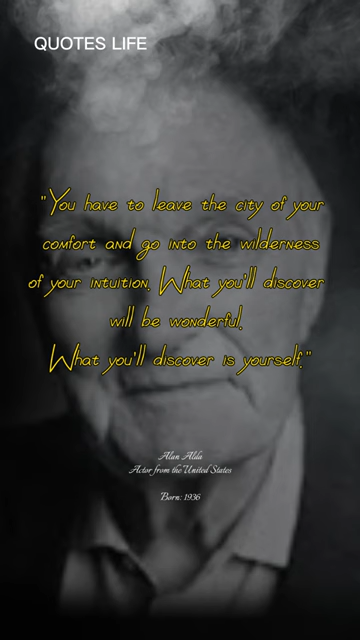 QUOTES LIFE
"You have to leave the city of your
comfort and go into the wilderness
of your intuition. What you'll discover
will be wonderful.
What you'll discover is yourself."
Alan Alda
Actor from the United States
Born: 1936